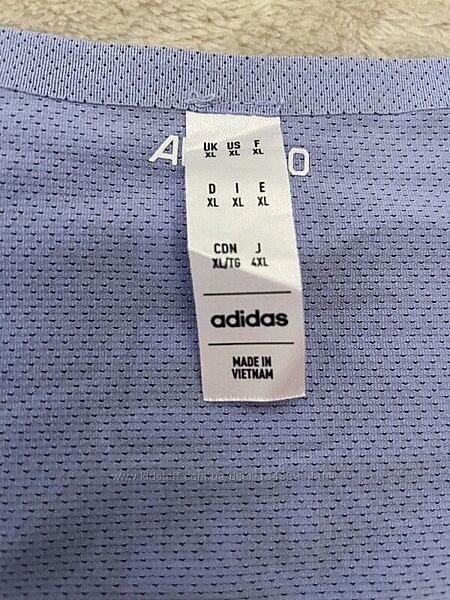 A O
UK US F
XL XL XL
D I E
XL XL XL
CDN J
XL/TG 4XL
adidas
MADE IN
VIETNAM